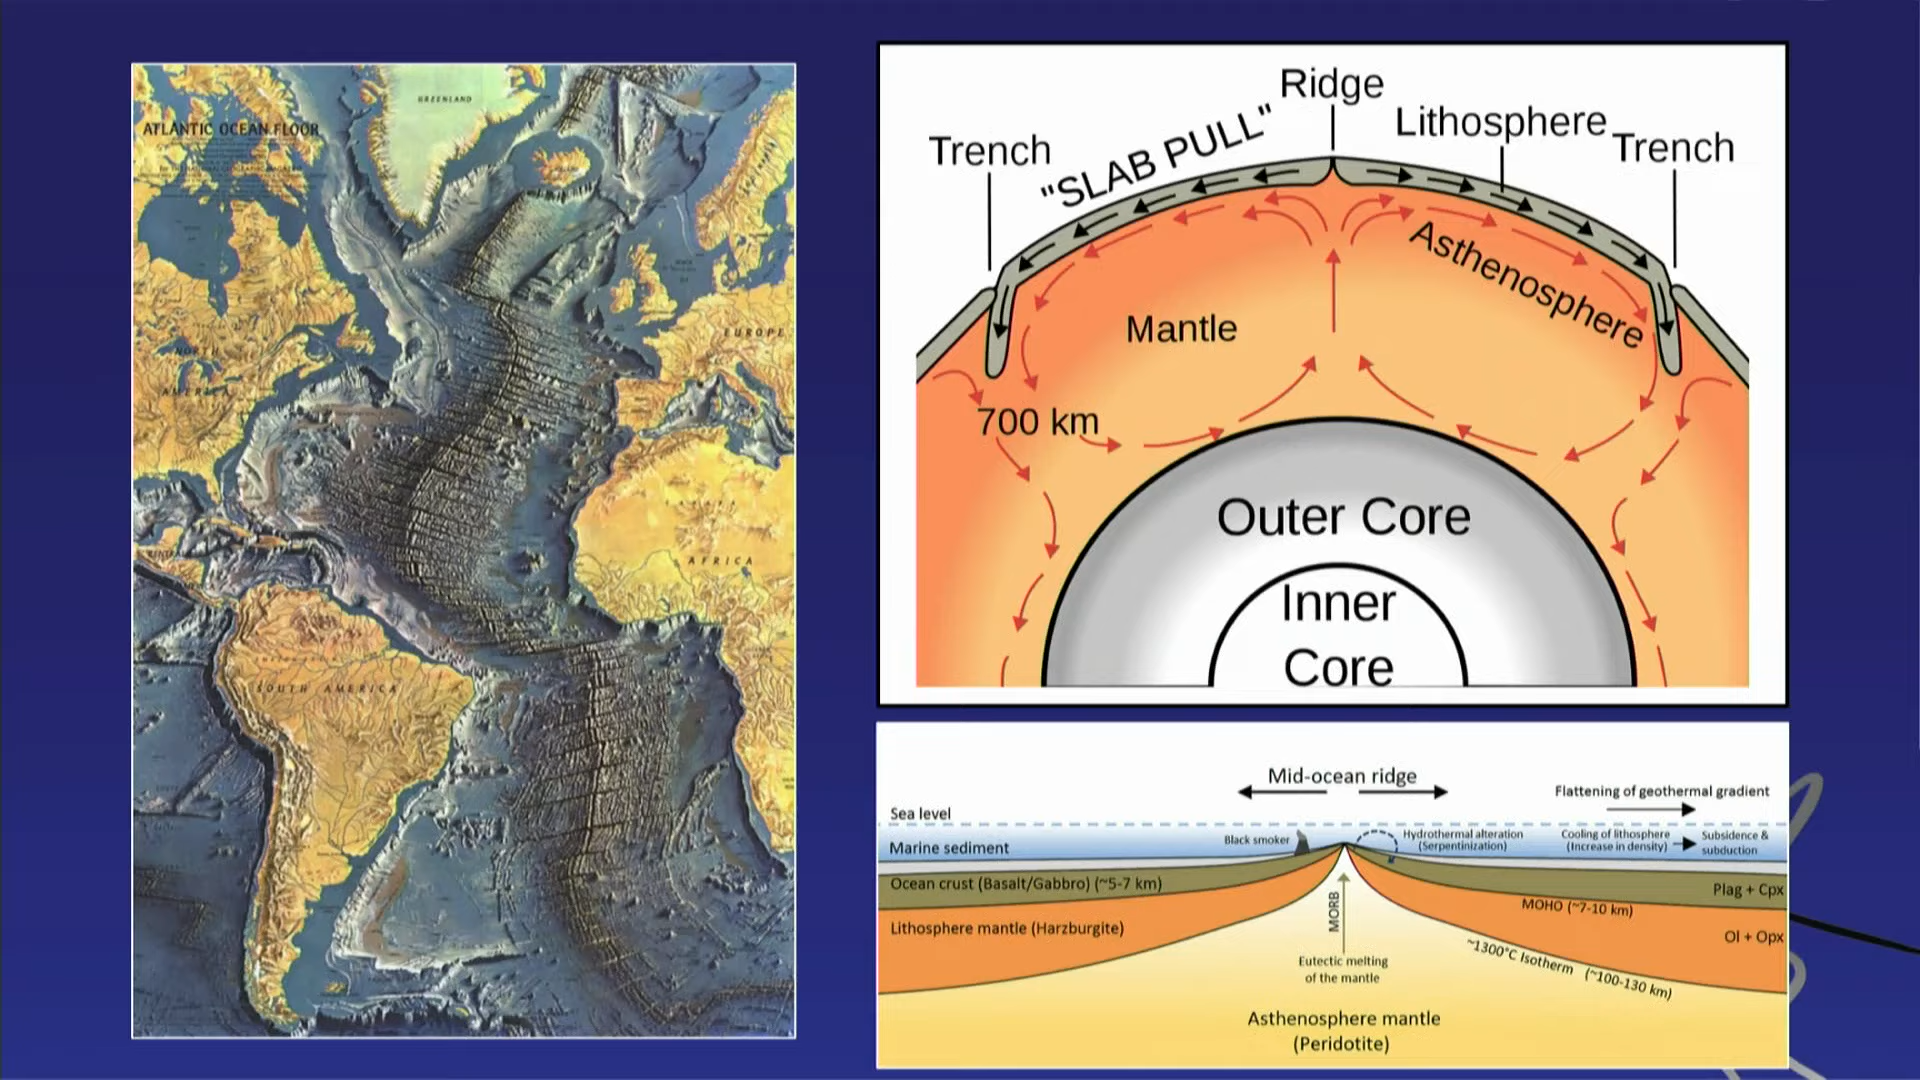 GREENLAND
ATLANTIC OCEAN FLOOR
EUROPE
AMERICA
AFRICA
SOUTH AMERICA
Ridge
"SLAB PULL"
Lithosphere
Trench
Trench
Asthenosphere
Mantle
700 km
Outer Core
Inner
Core
Mid-ocean ridge
Flattening of geothermal gradient
Sea level
Black smoker
Hydrothermal alteration
(Serpentinization)
Cooling of lithosphere
(Increase in density)
Subsidence &
subduction
Marine sediment
Ocean crust (Basalt/Gabbro) (~5-7 km)
Plag + Cpx
MOHO (~7-10 km)
MORB
Lithosphere mantle (Harzburgite)
Ol + Opx
~1300°C Isotherm (~100-130 km)
Eutectic melting
of the mantle
Asthenosphere mantle
(Peridotite)